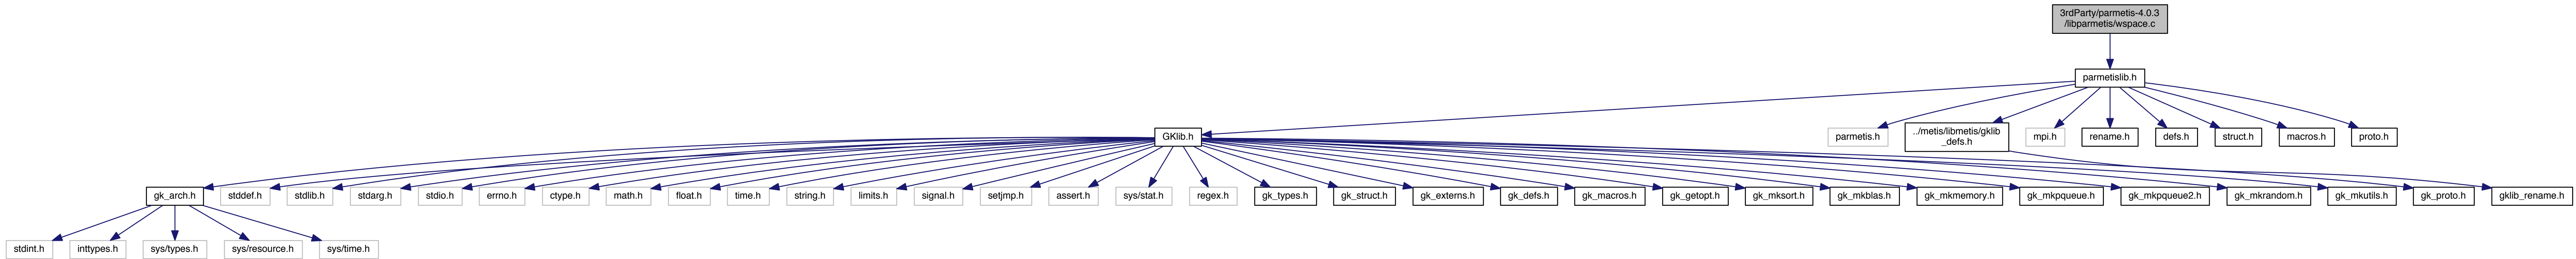 3rdParty/parmetis-4.0.3
/libparmetis/wspace.c
parmetislib.h
GKlib.h
parmetis.h
../metis/libmetis/gklib
_defs.h
mpi.h
rename.h
defs.h
struct.h
macros.h
proto.h
gk_arch.h
stddef.h
stdlib.h
stdarg.h
stdio.h
errno.h
ctype.h
math.h
float.h
time.h
string.h
limits.h
signal.h
setjmp.h
assert.h
sys/stat.h
regex.h
gk_types.h
gk_struct.h
gk_externs.h
gk_defs.h
gk_macros.h
gk_getopt.h
gk_mksort.h
gk_mkblas.h
gk_mkmemory.h
gk_mkpqueue.h
gk_mkpqueue2.h
gk_mkrandom.h
gk_mkutils.h
gk_proto.h
gklib_rename.h
stdint.h
inttypes.h
sys/types.h
sys/resource.h
sys/time.h